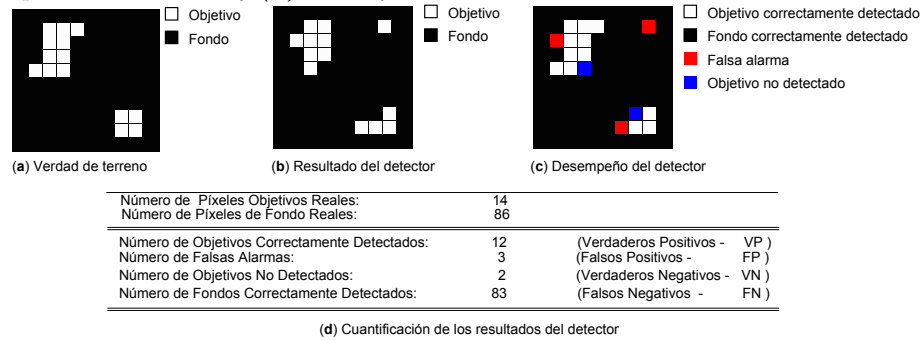 Objetivo
Fondo
(a) Verdad de terreno
Objetivo
Fondo
(b) Resultado del detector
Objetivo correctamente detectado
Fondo correctamente detectado
Falsa alarma
Objetivo no detectado
(c) Desempeño del detector
Número de Píxeles Objetivos Reales: 14
Número de Píxeles de Fondo Reales: 86
Número de Objetivos Correctamente Detectados: 12 (Verdaderos Positivos - VP )
Número de Falsas Alarmas: 3 (Falsos Positivos - FP )
Número de Objetivos No Detectados: 2 (Verdaderos Negativos - VN )
Número de Fondos Correctamente Detectados: 83 (Falsos Negativos - FN )
(d) Cuantificación de los resultados del detector